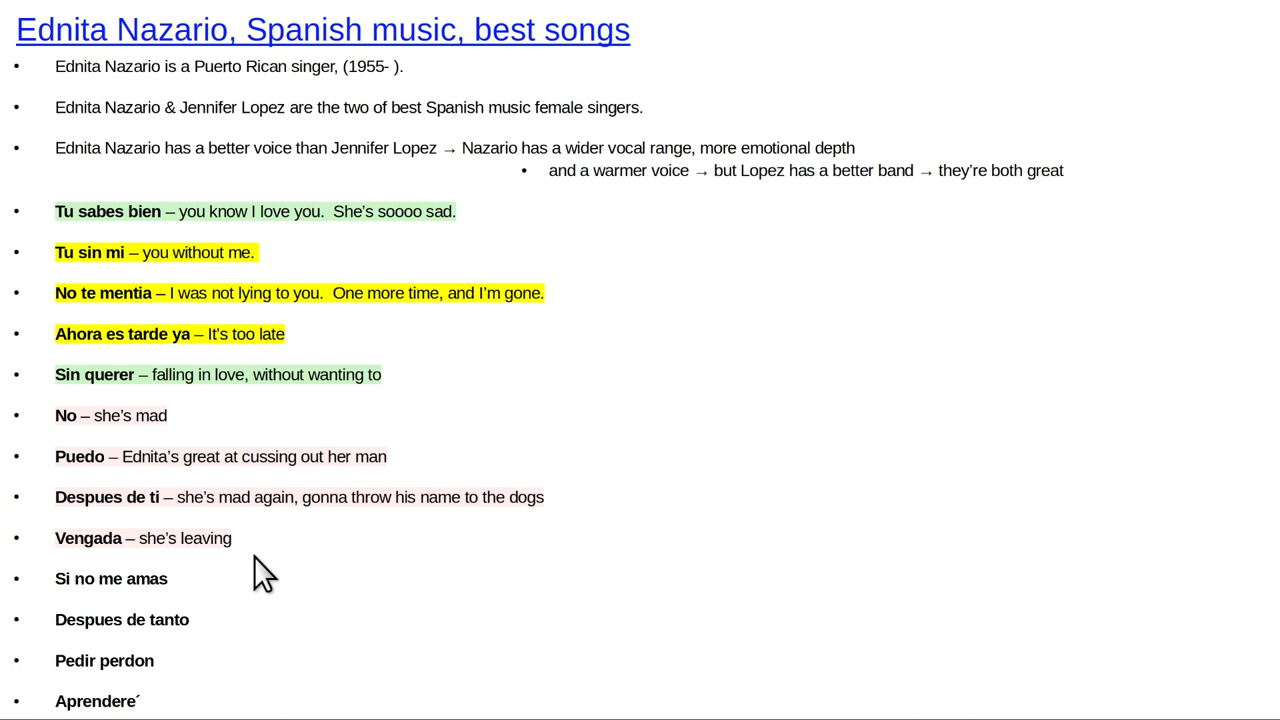 Ednita Nazario, Spanish music, best songs
• Ednita Nazario is a Puerto Rican singer, (1955- ).
• Ednita Nazario & Jennifer Lopez are the two of best Spanish music female singers.
• Ednita Nazario has a better voice than Jennifer Lopez → Nazario has a wider vocal range, more emotional depth
• and a warmer voice → but Lopez has a better band → they’re both great
• Tu sabes bien – you know I love you.  She’s soooo sad.
• Tu sin mi – you without me.
• No te mentia – I was not lying to you.  One more time, and I’m gone.
• Ahora es tarde ya – It’s too late
• Sin querer – falling in love, without wanting to
• No – she’s mad
• Puedo – Ednita’s great at cussing out her man
• Despues de ti – she’s mad again, gonna throw his name to the dogs
• Vengada – she’s leaving
• Si no me amas
• Despues de tanto
• Pedir perdon
• Aprendere´